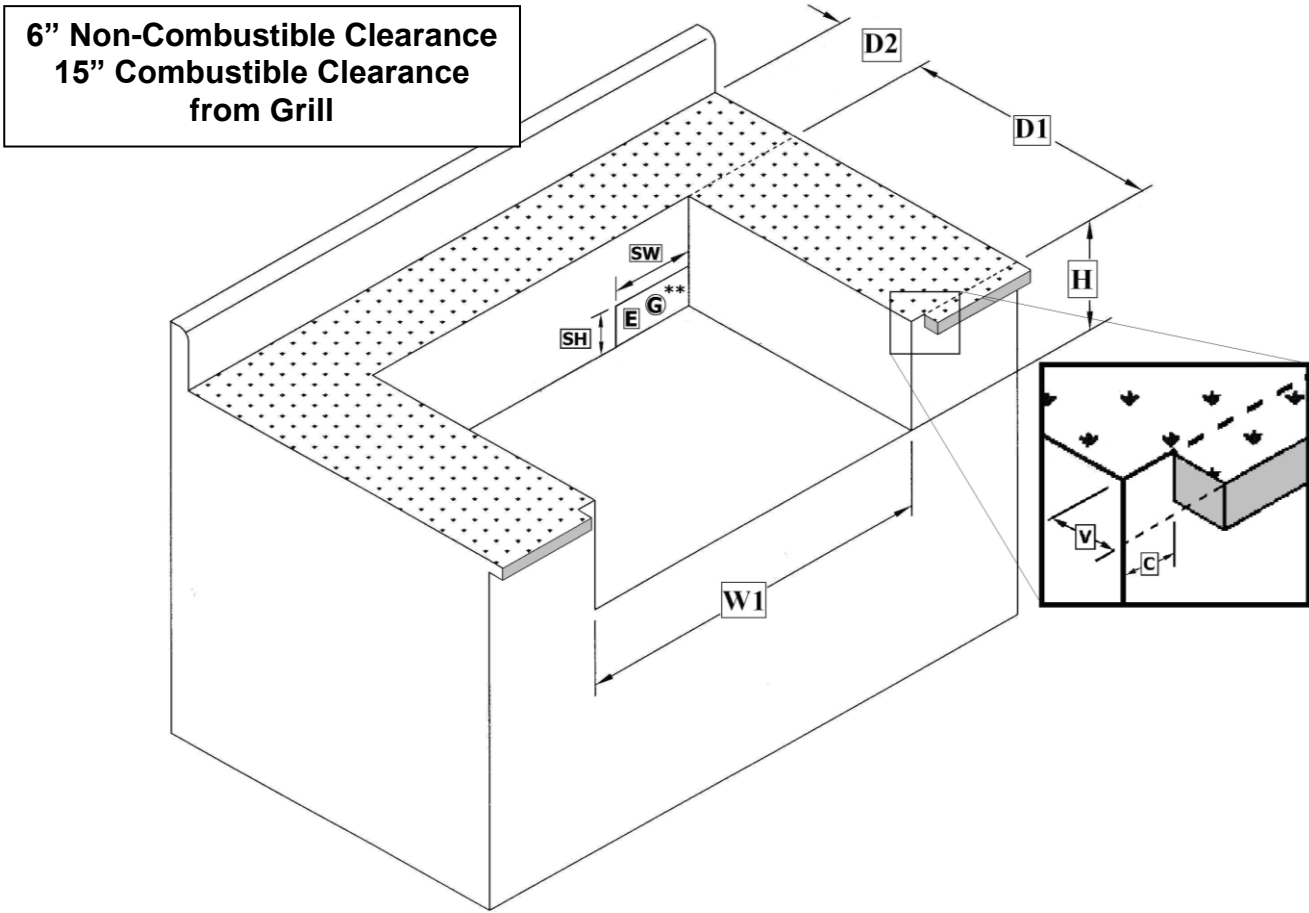 6” Non-Combustible Clearance
15” Combustible Clearance
from Grill
D2
D1
H
SW
G**
E
SH
V
C
W1